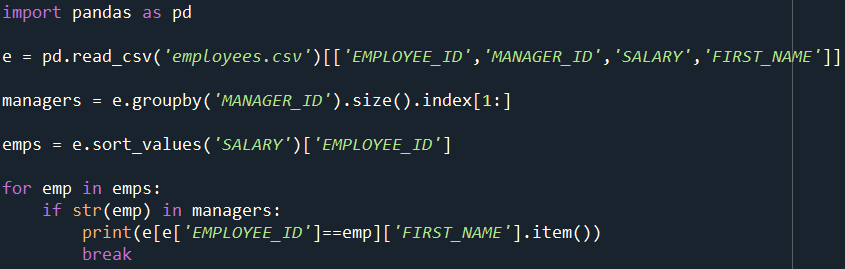 import pandas as pd
e = pd.read_csv('employees.csv')[['EMPLOYEE_ID','MANAGER_ID','SALARY','FIRST_NAME']]
managers = e.groupby('MANAGER_ID').size().index[1:]
emps = e.sort_values('SALARY')['EMPLOYEE_ID']
for emp in emps:
    if str(emp) in managers:
        print(e[e['EMPLOYEE_ID']==emp]['FIRST_NAME'].item())
        break